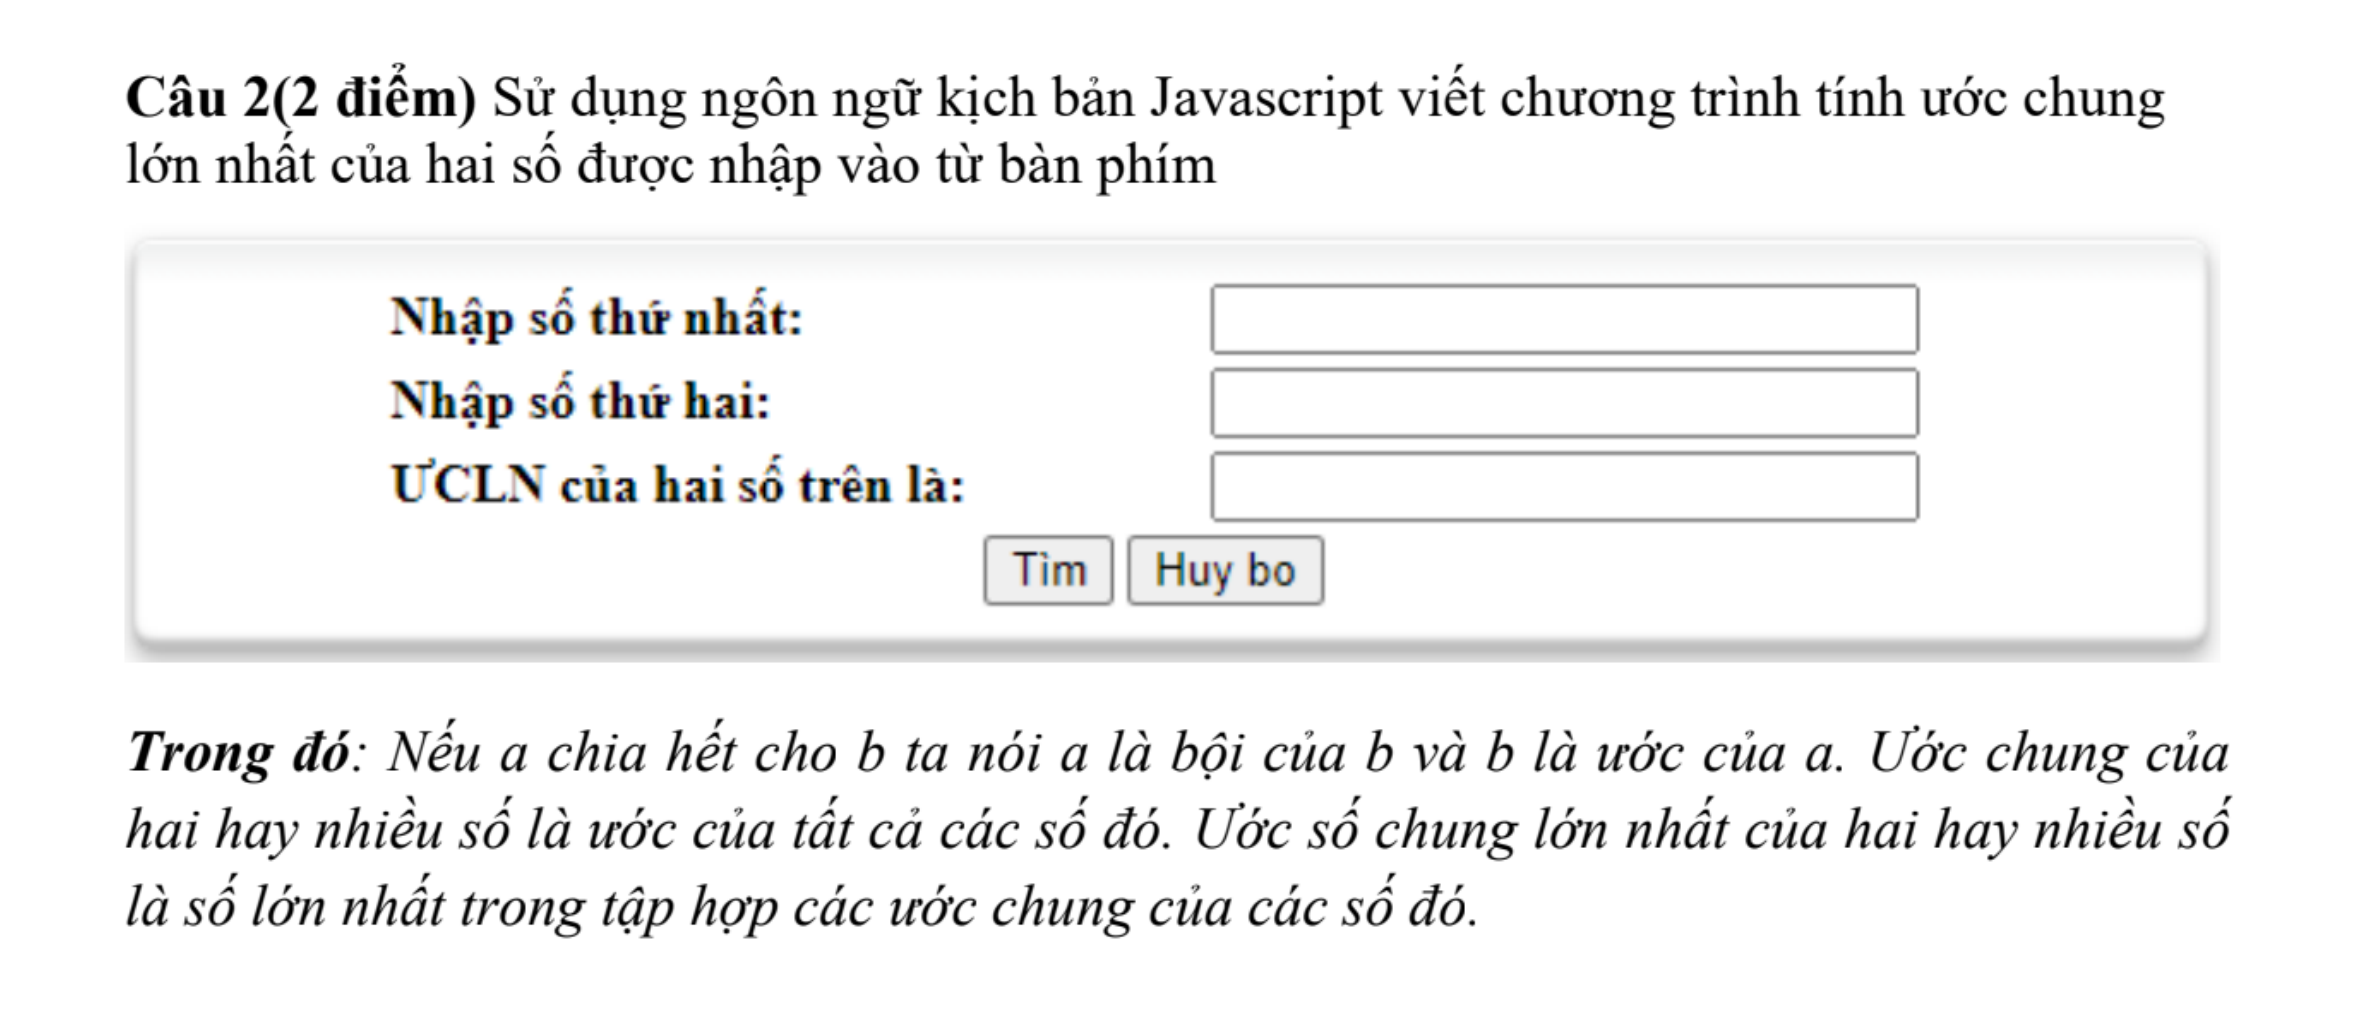 Câu 2(2 điểm) Sử dụng ngôn ngữ kịch bản Javascript viết chương trình tính ước chung
lớn nhất của hai số được nhập vào từ bàn phím
Nhập số thứ nhất:
Nhập số thứ hai:
ƯCLN của hai số trên là:
Tìm Huy bo
Trong đó: Nếu a chia hết cho b ta nói a là bội của b và b là ước của a. Ước chung của
hai hay nhiều số là ước của tất cả các số đó. Ước số chung lớn nhất của hai hay nhiều số
là số lớn nhất trong tập hợp các ước chung của các số đó.